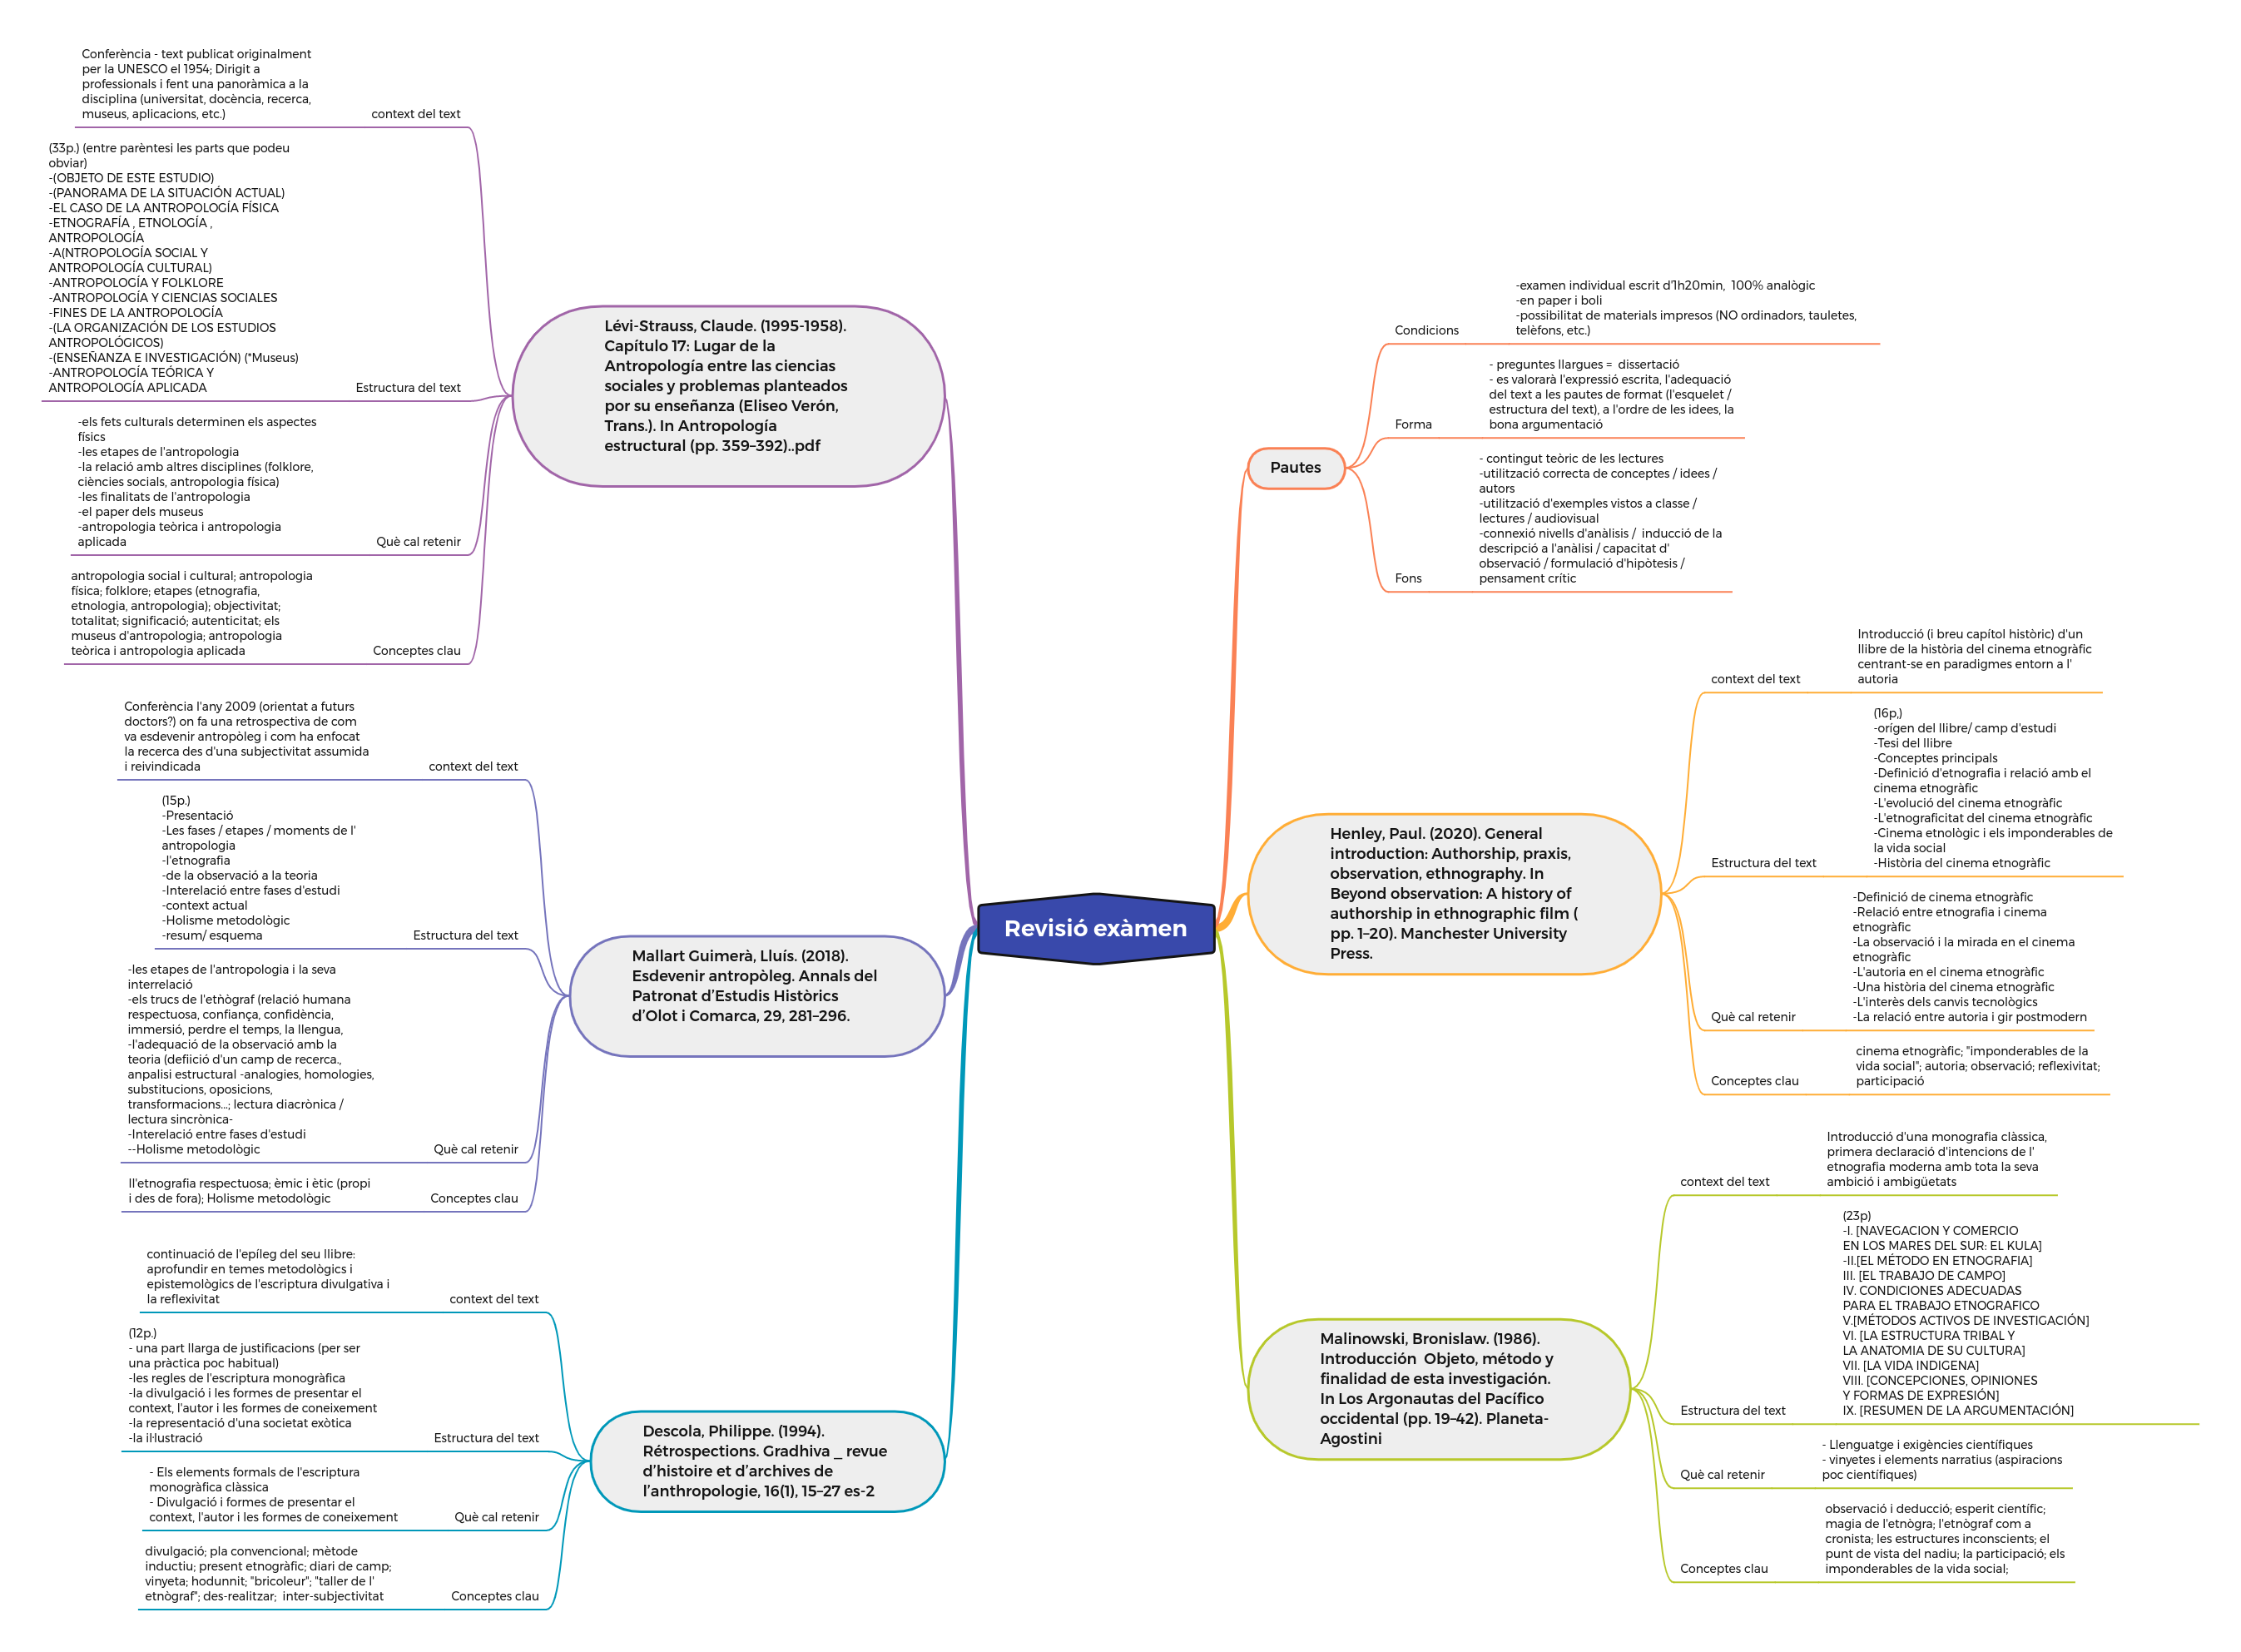 Revisió exàmen
Pautes
Condicions
-examen individual escrit d'1h20min,  100% analògic
-en paper i boli
-possibilitat de materials impresos (NO ordinadors, tauletes,
telèfons, etc.)
Forma
- preguntes llargues =  dissertació
- es valorarà l'expressió escrita, l'adequació
del text a les pautes de format (l'esquelet /
estructura del text), a l'ordre de les idees, la
bona argumentació
Fons
- contingut teòric de les lectures
-utilització correcta de conceptes / idees /
autors
-utilització d'exemples vistos a classe /
lectures / audiovisual
-connexió nivells d'anàlisis /  inducció de la
descripció a l'anàlisi / capacitat d'
observació / formulació d'hipòtesis /
pensament crític
Henley, Paul. (2020). General
introduction: Authorship, praxis,
observation, ethnography. In
Beyond observation: A history of
authorship in ethnographic film (
pp. 1–20). Manchester University
Press.
context del text
Introducció (i breu capítol històric) d'un
llibre de la història del cinema etnogràfic
centrant-se en paradigmes entorn a l'
autoria
Estructura del text
(16p,)
-orígen del llibre/ camp d'estudi
-Tesi del llibre
-Conceptes principals
-Definició d'etnografia i relació amb el
cinema etnogràfic
-L'evolució del cinema etnogràfic
-L'etnograficitat del cinema etnogràfic
-Cinema etnològic i els imponderables de
la vida social
-Història del cinema etnogràfic
Què cal retenir
-Definició de cinema etnogràfic
-Relació entre etnografia i cinema
etnogràfic
-La observació i la mirada en el cinema
etnogràfic
-L'autoria en el cinema etnogràfic
-Una història del cinema etnogràfic
-L'interès dels canvis tecnològics
-La relació entre autoria i gir postmodern
Conceptes clau
cinema etnogràfic; "imponderables de la
vida social"; autoria; observació; reflexivitat;
participació
Malinowski, Bronislaw. (1986).
Introducción  Objeto, método y
finalidad de esta investigación.
In Los Argonautas del Pacífico
occidental (pp. 19–42). Planeta-
Agostini
context del text
Introducció d'una monografia clàssica,
primera declaració d'intencions de l'
etnografia moderna amb tota la seva
ambició i ambigüetats
Estructura del text
(23p)
-I. [NAVEGACION Y COMERCIO
EN LOS MARES DEL SUR: EL KULA]
-II.[EL MÉTODO EN ETNOGRAFIA]
III. [EL TRABAJO DE CAMPO]
IV. CONDICIONES ADECUADAS
PARA EL TRABAJO ETNOGRAFICO
V.[MÉTODOS ACTIVOS DE INVESTIGACIÓN]
VI. [LA ESTRUCTURA TRIBAL Y
LA ANATOMIA DE SU CULTURA]
VII. [LA VIDA INDIGENA]
VIII. [CONCEPCIONES, OPINIONES
Y FORMAS DE EXPRESIÓN]
IX. [RESUMEN DE LA ARGUMENTACIÓN]
Què cal retenir
- Llenguatge i exigències científiques
- vinyetes i elements narratius (aspiracions
poc científiques)
Conceptes clau
observació i deducció; esperit científic;
magia de l'etnògra; l'etnògraf com a
cronista; les estructures inconscients; el
punt de vista del nadiu; la participació; els
imponderables de la vida social;
Lévi-Strauss, Claude. (1995-1958).
Capítulo 17: Lugar de la
Antropología entre las ciencias
sociales y problemas planteados
por su enseñanza (Eliseo Verón,
Trans.). In Antropología
estructural (pp. 359–392)..pdf
context del text
Conferència - text publicat originalment
per la UNESCO el 1954; Dirigit a
professionals i fent una panoràmica a la
disciplina (universitat, docència, recerca,
museus, aplicacions, etc.)
Estructura del text
(33p.) (entre parèntesi les parts que podeu
obviar)
-(OBJETO DE ESTE ESTUDIO)
-(PANORAMA DE LA SITUACIÓN ACTUAL)
-EL CASO DE LA ANTROPOLOGÍA FÍSICA
-ETNOGRAFÍA , ETNOLOGÍA ,
ANTROPOLOGÍA
-A(NTROPOLOGÍA SOCIAL Y
ANTROPOLOGÍA CULTURAL)
-ANTROPOLOGÍA Y FOLKLORE
-ANTROPOLOGÍA Y CIENCIAS SOCIALES
-FINES DE LA ANTROPOLOGÍA
-(LA ORGANIZACIÓN DE LOS ESTUDIOS
ANTROPOLÓGICOS)
-(ENSEÑANZA E INVESTIGACIÓN) (*Museus)
-ANTROPOLOGÍA TEÓRICA Y
ANTROPOLOGÍA APLICADA
Què cal retenir
-els fets culturals determinen els aspectes
físics
-les etapes de l'antropologia
-la relació amb altres disciplines (folklore,
ciències socials, antropologia física)
-les finalitats de l'antropologia
-el paper dels museus
-antropologia teòrica i antropologia
aplicada
Conceptes clau
antropologia social i cultural; antropologia
física; folklore; etapes (etnografia,
etnologia, antropologia); objectivitat;
totalitat; significació; autenticitat; els
museus d'antropologia; antropologia
teòrica i antropologia aplicada
Mallart Guimerà, Lluís. (2018).
Esdevenir antropòleg. Annals del
Patronat d’Estudis Històrics
d’Olot i Comarca, 29, 281–296.
context del text
Conferència l'any 2009 (orientat a futurs
doctors?) on fa una retrospectiva de com
va esdevenir antropòleg i com ha enfocat
la recerca des d'una subjectivitat assumida
i reivindicada
Estructura del text
(15p.)
-Presentació
-Les fases / etapes / moments de l'
antropologia
-l'etnografia
-de la observació a la teoria
-Interelació entre fases d'estudi
-context actual
-Holisme metodològic
-resum/ esquema
Què cal retenir
-les etapes de l'antropologia i la seva
interrelació
-els trucs de l'etǹògraf (relació humana
respectuosa, confiança, confidència,
immersió, perdre el temps, la llengua,
-l'adequació de la observació amb la
teoria (defiició d'un camp de recerca.,
anpalisi estructural -analogies, homologies,
substitucions, oposicions,
transformacions...; lectura diacrònica /
lectura sincrònica-
-Interelació entre fases d'estudi
--Holisme metodològic
Conceptes clau
ll'etnografia respectuosa; èmic i ètic (propi
i des de fora); Holisme metodològic
Descola, Philippe. (1994).
Rétrospections. Gradhiva _ revue
d’histoire et d’archives de
l’anthropologie, 16(1), 15–27 es-2
context del text
continuació de l'epíleg del seu llibre:
aprofundir en temes metodològics i
epistemològics de l'escriptura divulgativa i
la reflexivitat
Estructura del text
(12p.)
- una part llarga de justificacions (per ser
una pràctica poc habitual)
-les regles de l'escriptura monogràfica
-la divulgació i les formes de presentar el
context, l'autor i les formes de coneixement
-la representació d'una societat exòtica
-la il·lustració
Què cal retenir
- Els elements formals de l'escriptura
monogràfica clàssica
- Divulgació i formes de presentar el
context, l'autor i les formes de coneixement
Conceptes clau
divulgació; pla convencional; mètode
inductiu; present etnogràfic; diari de camp;
vinyeta; hodunnit; "bricoleur"; "taller de l'
etnògraf"; des-realitzar;  inter-subjectivitat